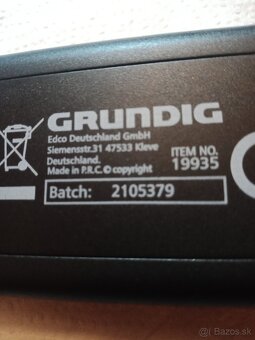 GRUNDIG
Edco Deutschland GmbH
Siemensstr.31 47533 Kleve
Deutschland.
Made in P.R.C.© copyright
ITEM NO.
19935
Batch: 2105379
Bazos.sk